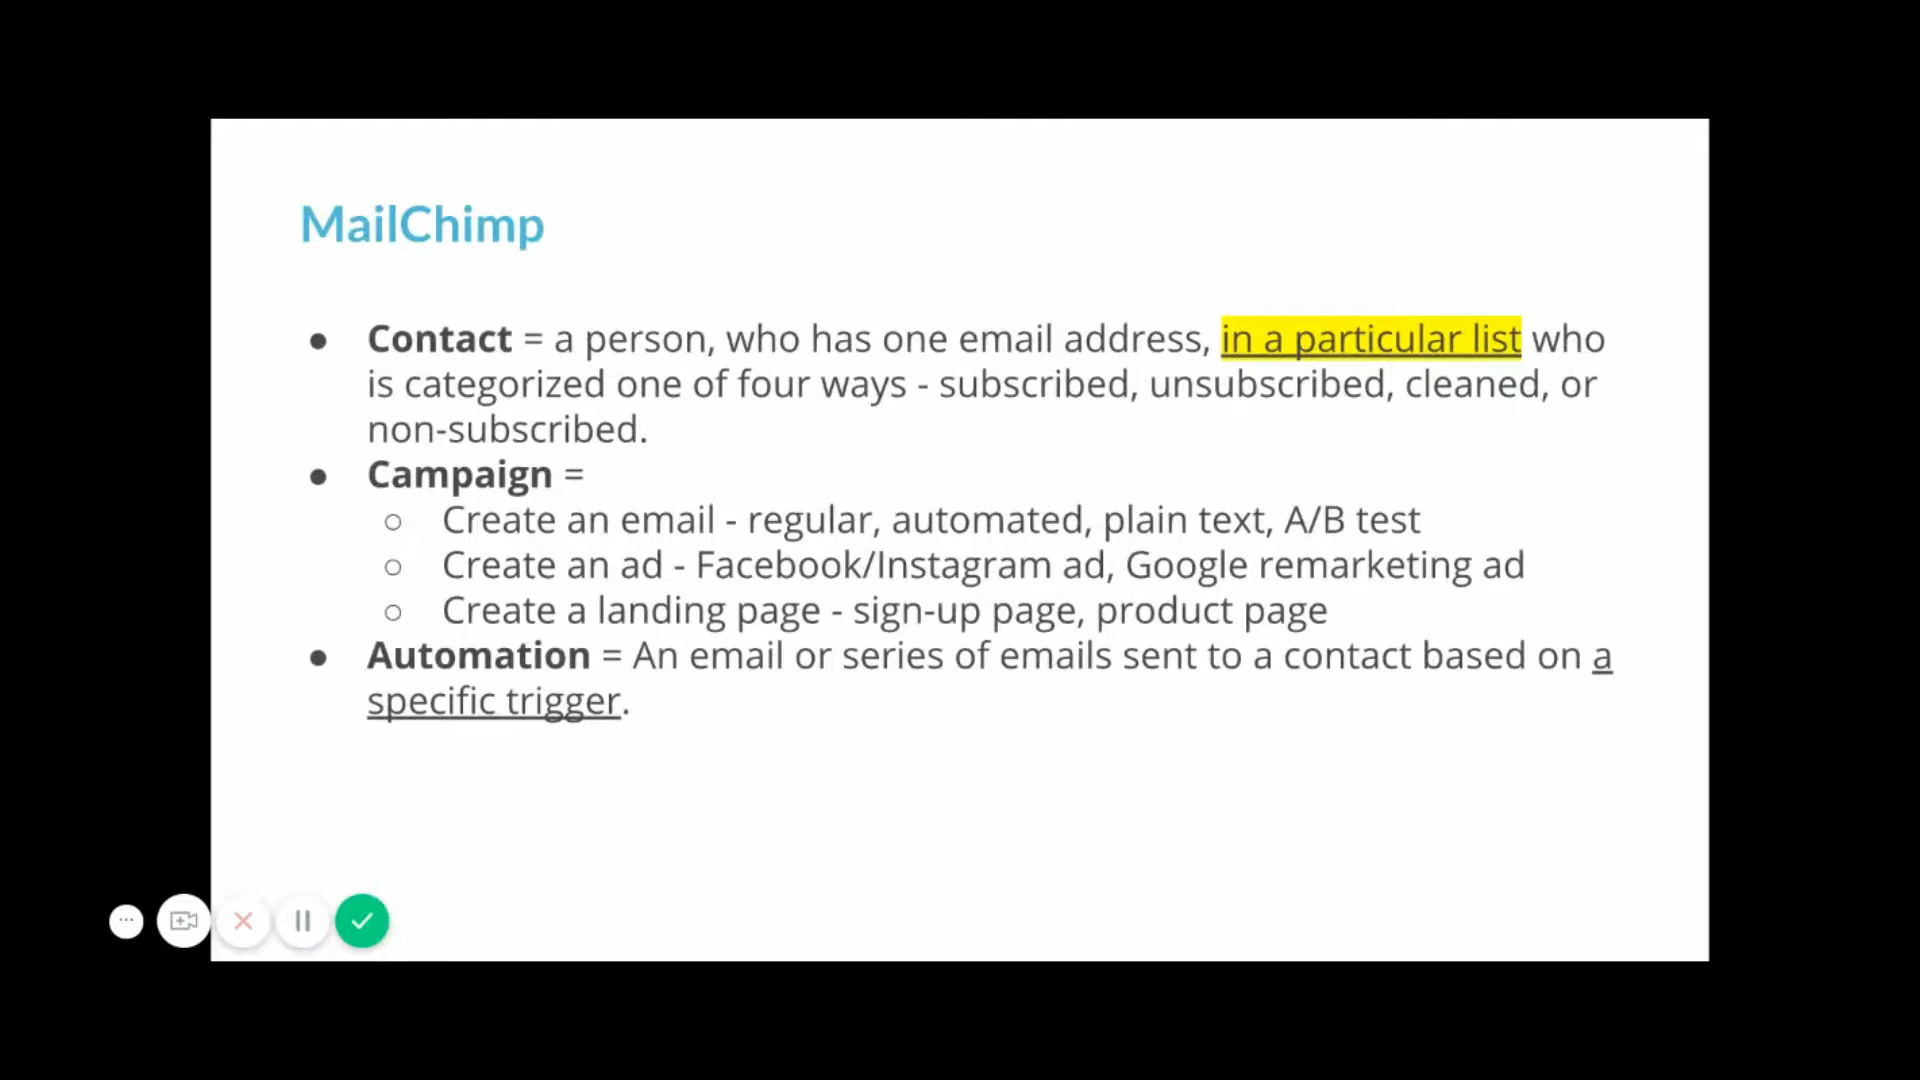 MailChimp
● Contact = a person, who has one email address, in a particular list who
is categorized one of four ways - subscribed, unsubscribed, cleaned, or
non-subscribed.
● Campaign =
○ Create an email - regular, automated, plain text, A/B test
○ Create an ad - Facebook/Instagram ad, Google remarketing ad
○ Create a landing page - sign-up page, product page
● Automation = An email or series of emails sent to a contact based on a
specific trigger.